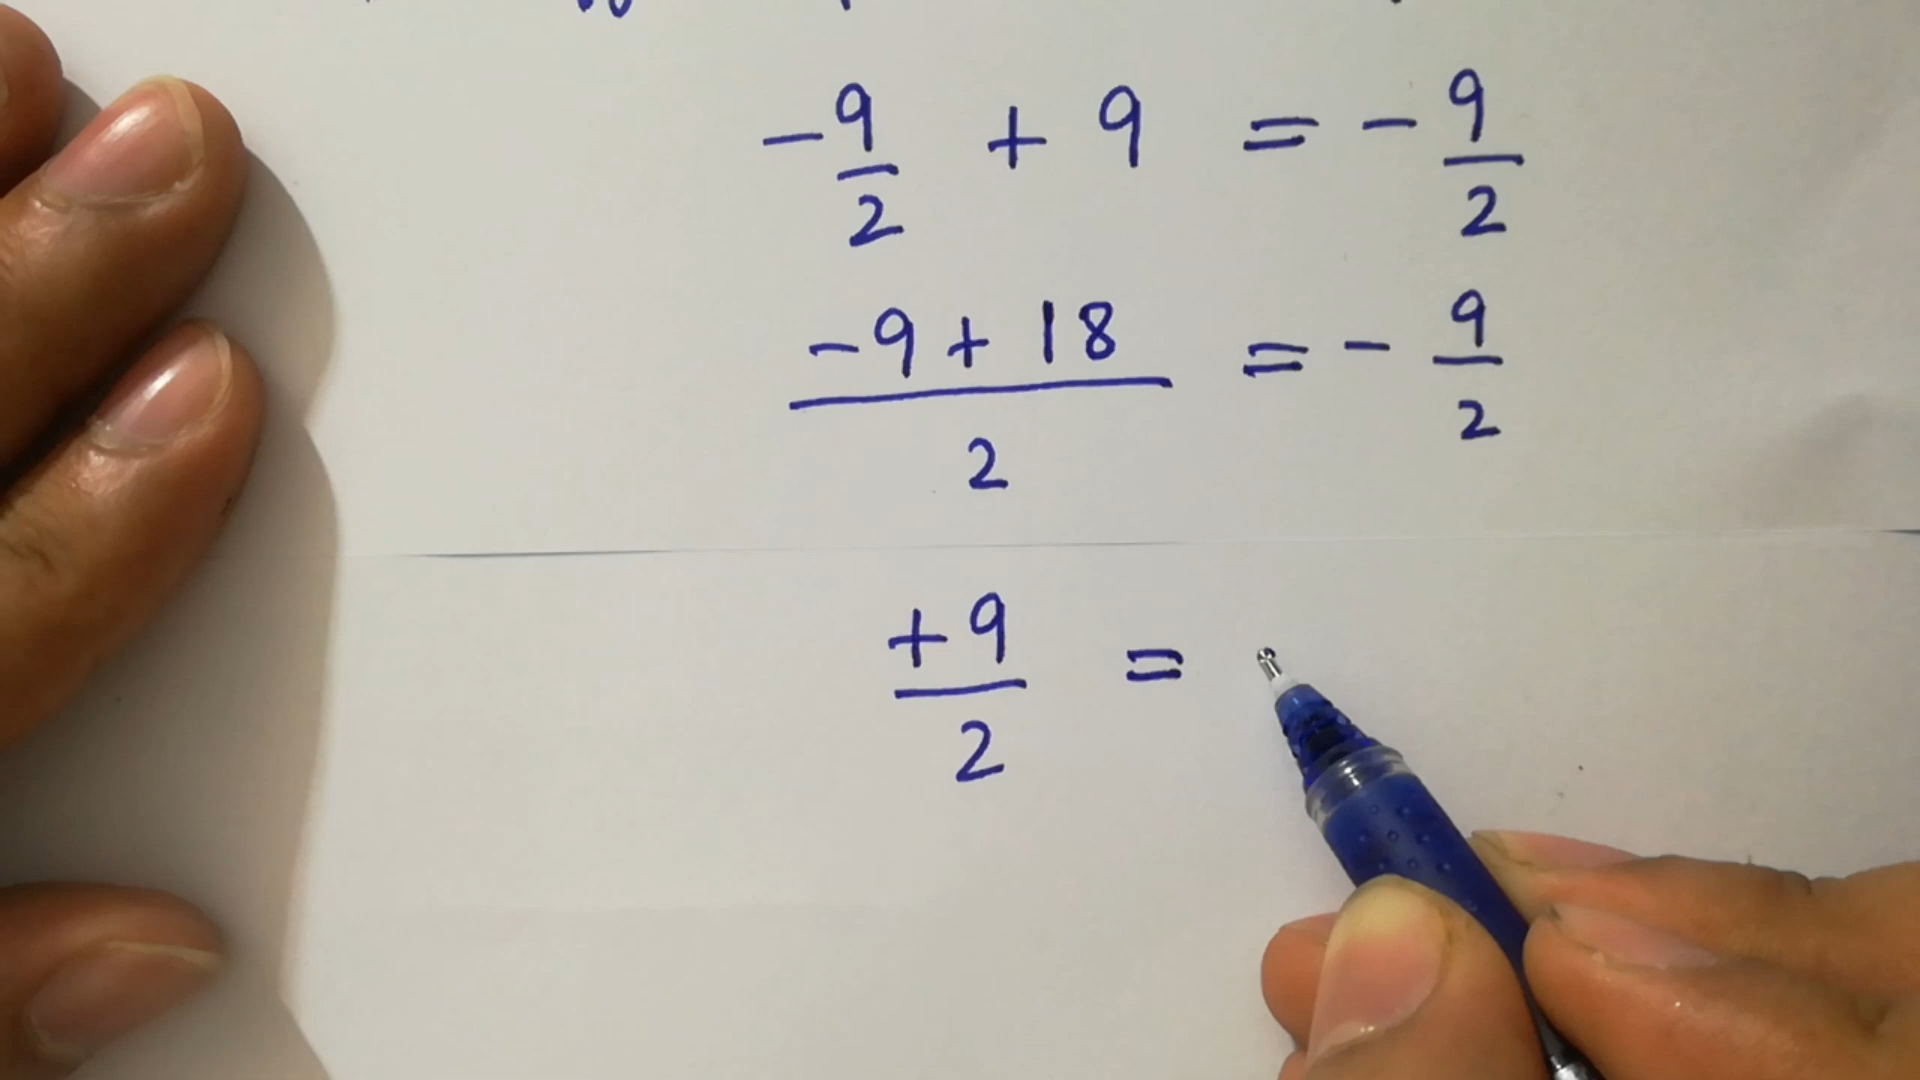 -9/2 + 9 = -9/2
(-9 + 18)/2 = -9/2
+9/2 =